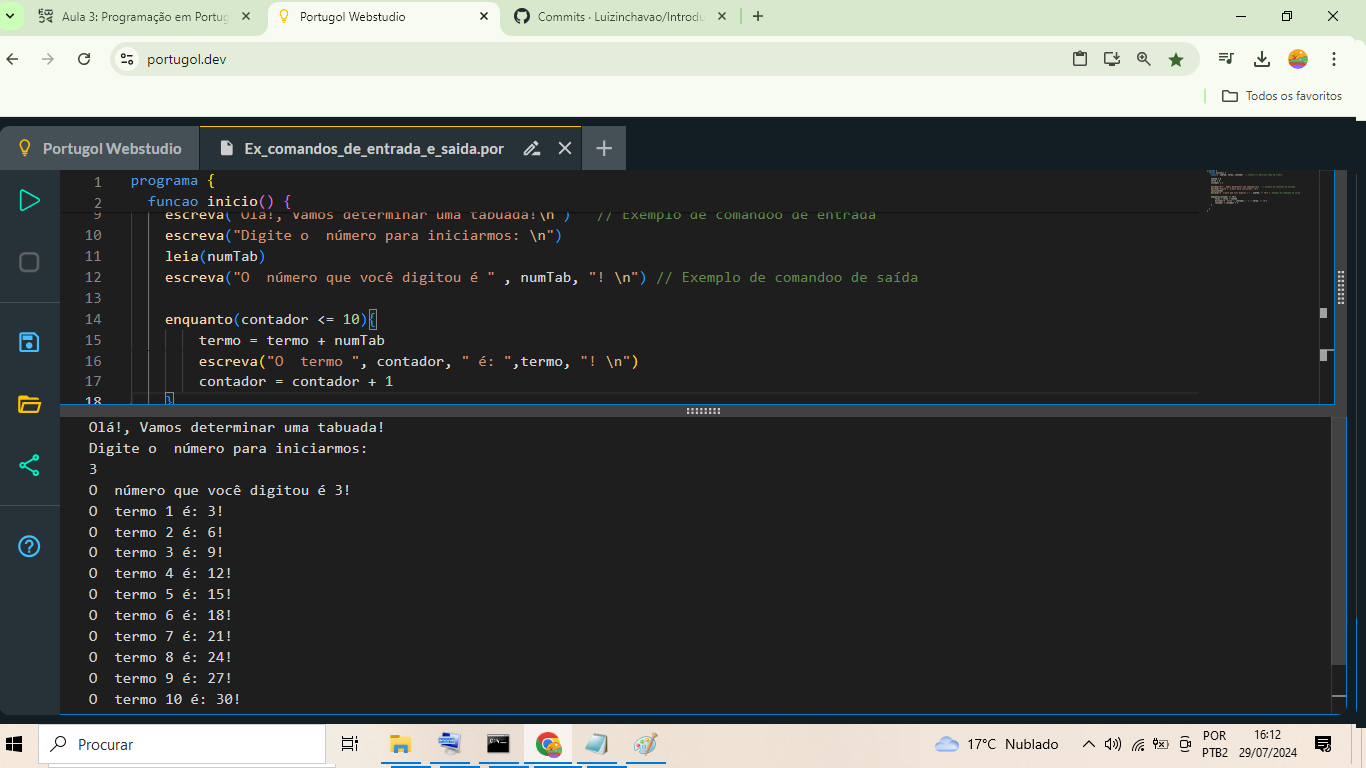 Aula 3: Programação em Portug
Portugol Webstudio
Commits · Luizinchavao/Introdu
portugol.dev
Todos os favoritos
Portugol Webstudio
Ex_comandos_de_entrada_e_saida.por
1 programa {
2 funcao inicio() {
9 escreva("Olá!, Vamos determinar uma tabuada!\n") // Exemplo de comandoo de entrada
10 escreva("Digite o  número para iniciarmos: \n")
11 leia(numTab)
12 escreva("O  número que você digitou é " , numTab, "! \n") // Exemplo de comandoo de saída
13
14 enquanto(contador <= 10){
15 termo = termo + numTab
16 escreva("O  termo ", contador, " é: ",termo, "! \n")
17 contador = contador + 1
18 }
Olá!, Vamos determinar uma tabuada!
Digite o  número para iniciarmos:
3
O  número que você digitou é 3!
O  termo 1 é: 3!
O  termo 2 é: 6!
O  termo 3 é: 9!
O  termo 4 é: 12!
O  termo 5 é: 15!
O  termo 6 é: 18!
O  termo 7 é: 21!
O  termo 8 é: 24!
O  termo 9 é: 27!
O  termo 10 é: 30!
Procurar
17°C Nublado
POR
PTB2
16:12
29/07/2024